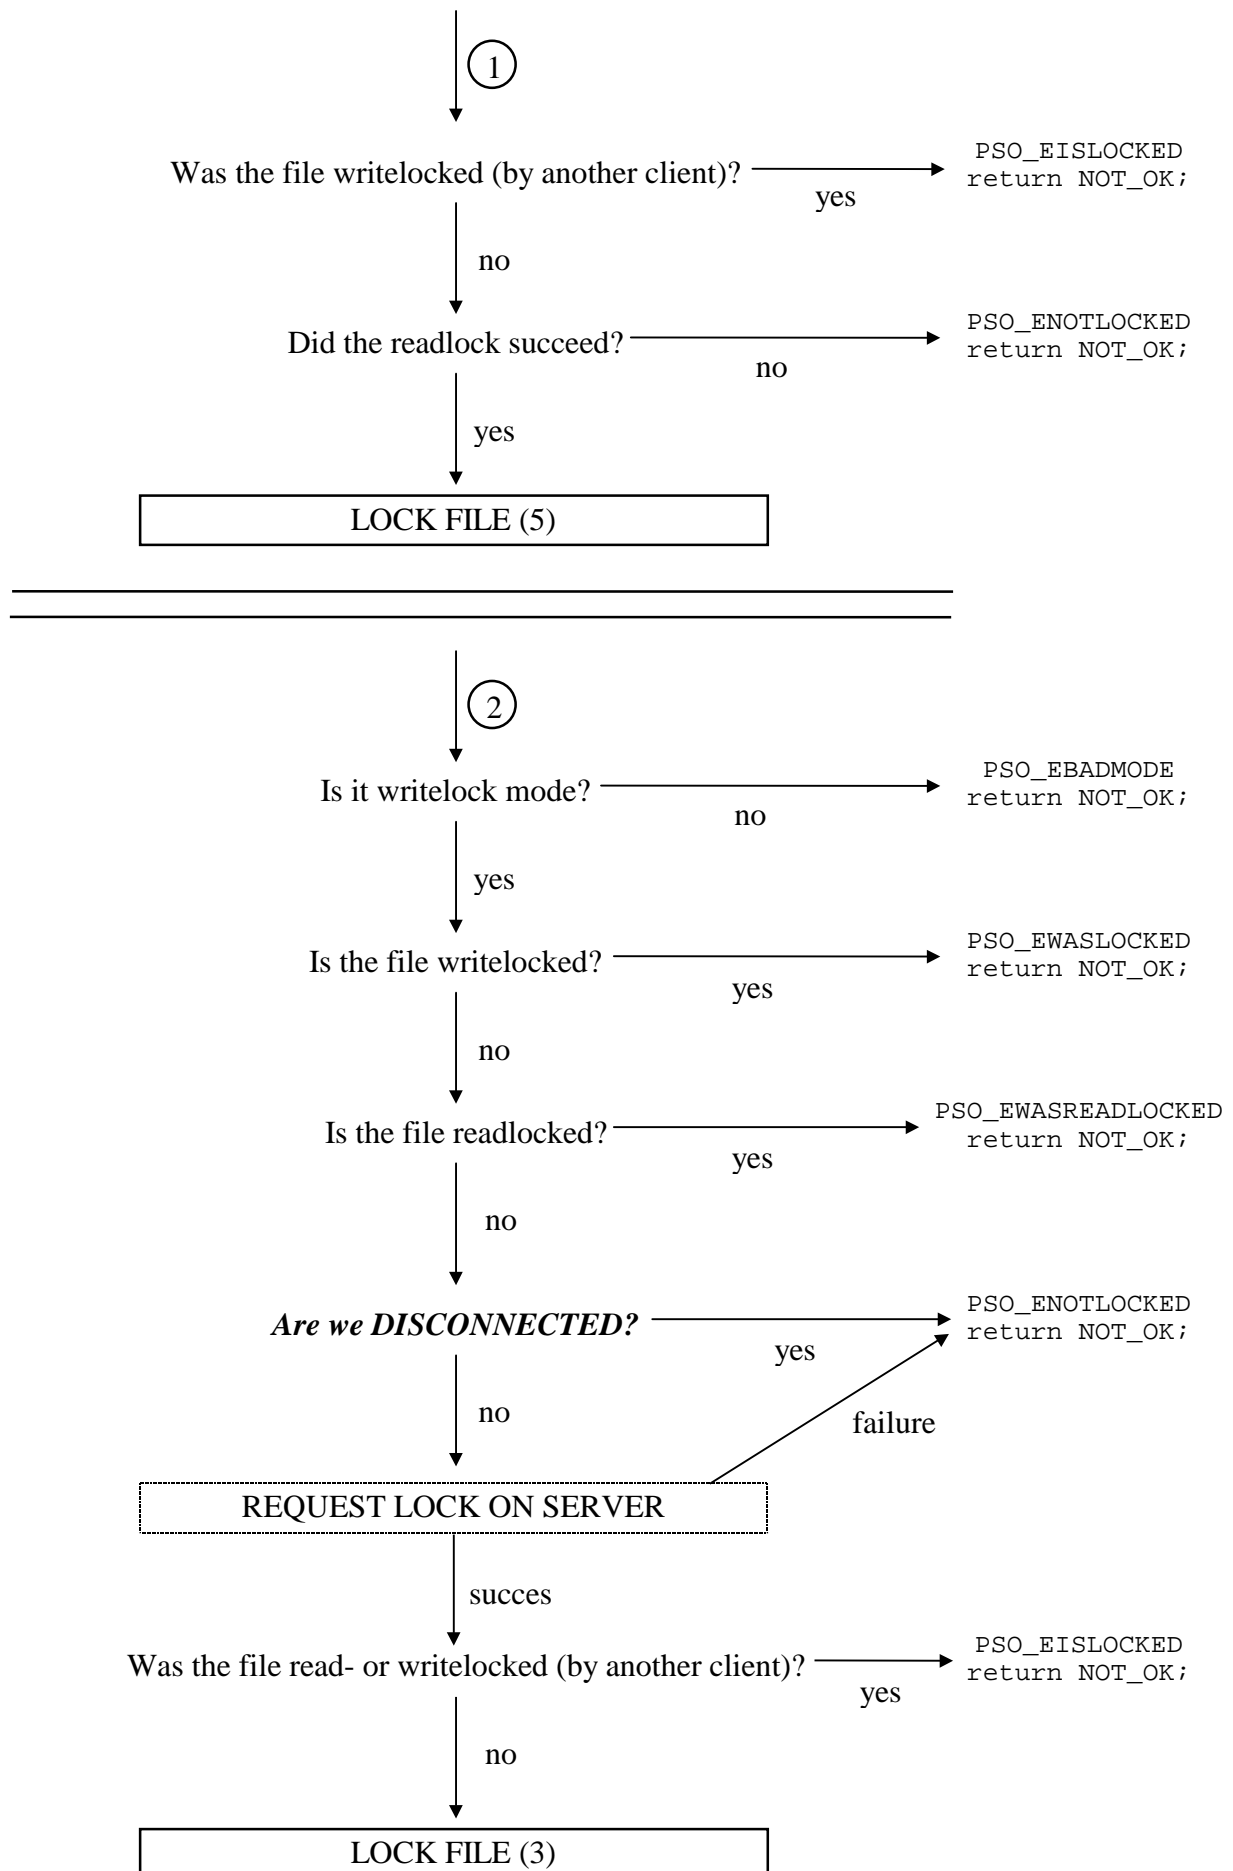 1
Was the file writelocked (by another client)?
yes
PSO_EISLOCKED
return NOT_OK;
no
Did the readlock succeed?
no
PSO_ENOTLOCKED
return NOT_OK;
yes
LOCK FILE (5)
2
Is it writelock mode?
no
PSO_EBADMODE
return NOT_OK;
yes
Is the file writelocked?
yes
PSO_EWASLOCKED
return NOT_OK;
no
Is the file readlocked?
yes
PSO_EWASREADLOCKED
return NOT_OK;
no
Are we DISCONNECTED?
yes
PSO_ENOTLOCKED
return NOT_OK;
no
failure
REQUEST LOCK ON SERVER
succes
Was the file read- or writelocked (by another client)?
yes
PSO_EISLOCKED
return NOT_OK;
no
LOCK FILE (3)